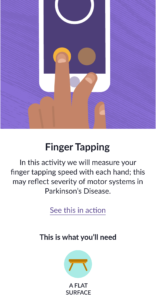 Finger Tapping
In this activity we will measure your
finger tapping speed with each hand; this
may reflect severity of motor systems in
Parkinson's Disease.
See this in action
This is what you'll need
A FLAT
SURFACE